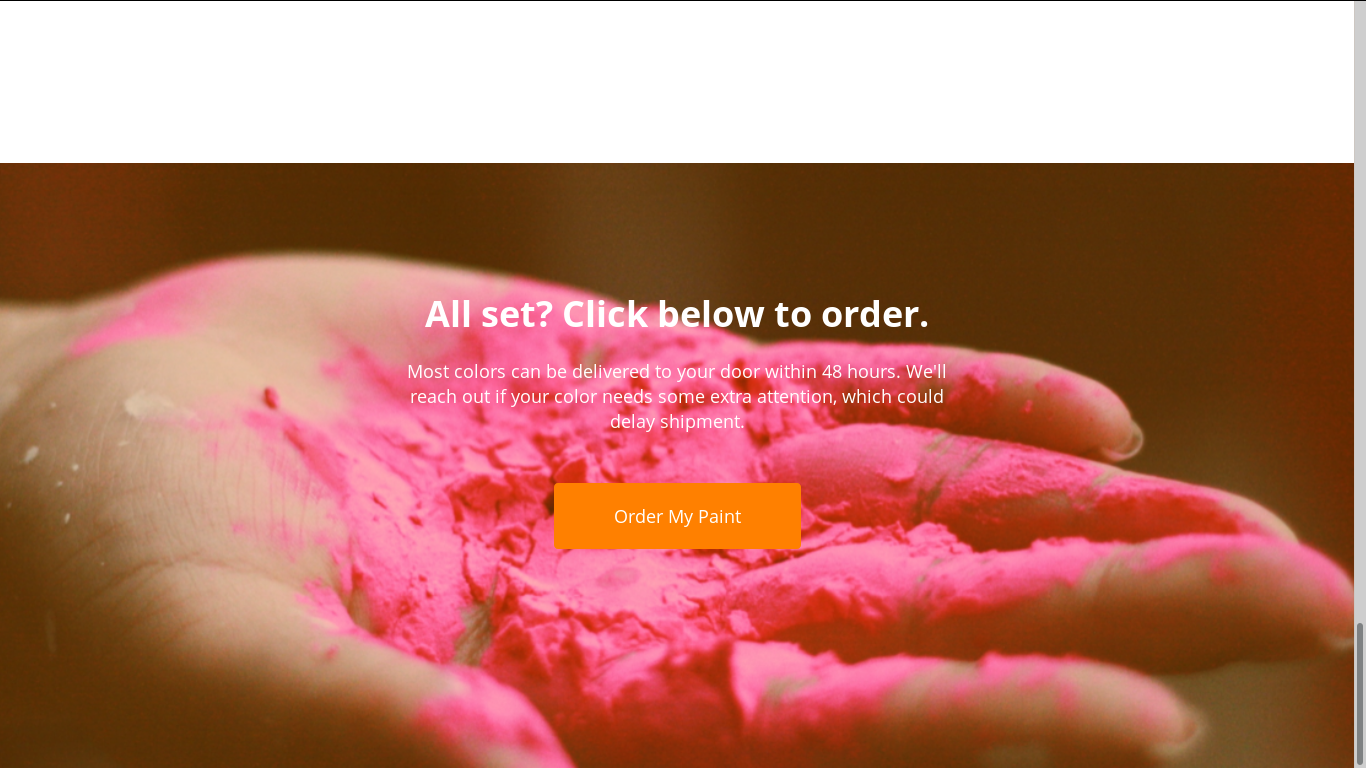 All set? Click below to order.
Most colors can be delivered to your door within 48 hours. We'll
reach out if your color needs some extra attention, which could
delay shipment.
Order My Paint